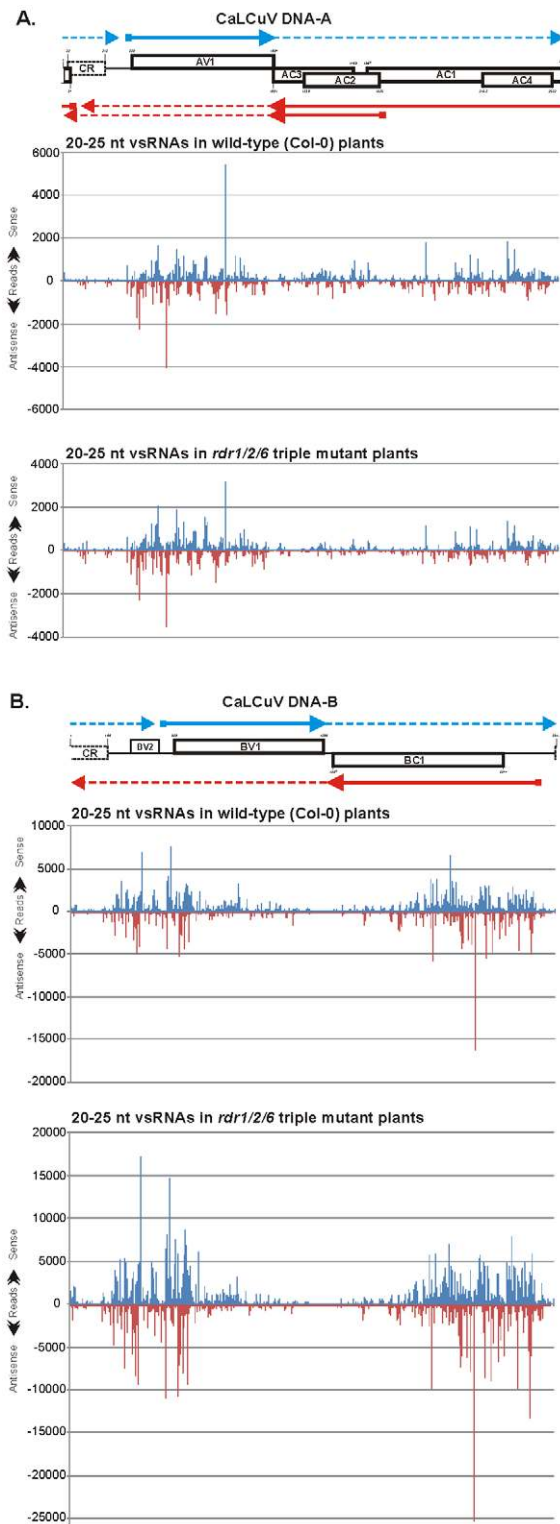 A.
CaLCuV DNA-A
CR
AV1
AC3
AC2
AC1
AC4
20-25 nt vsRNAs in wild-type (Col-0) plants
6000
4000
2000
0
-2000
-4000
-6000
Antisense Reads Sense
20-25 nt vsRNAs in rdr1/2/6 triple mutant plants
4000
2000
0
-2000
-4000
Antisense Reads Sense
B.
CaLCuV DNA-B
CR
BV2
BV1
BC1
20-25 nt vsRNAs in wild-type (Col-0) plants
10000
5000
0
-5000
-10000
-15000
-20000
Antisense Reads Sense
20-25 nt vsRNAs in rdr1/2/6 triple mutant plants
20000
15000
10000
5000
0
-5000
-10000
-15000
-20000
-25000
Antisense Reads Sense